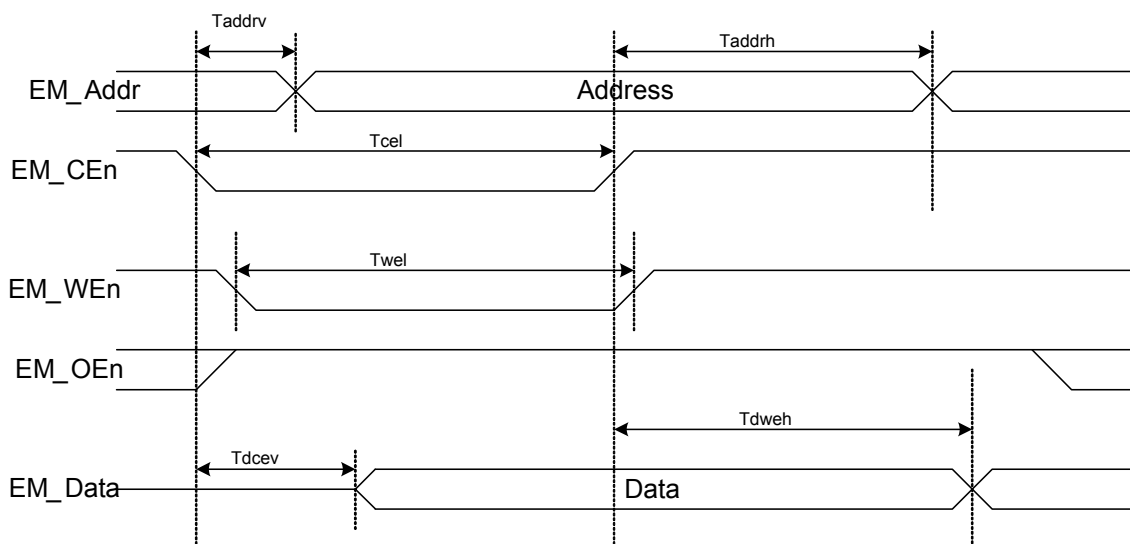 Taddrv
Taddrh
EM_Addr
Address
Tcel
EM_CEn
Twel
EM_WEn
EM_OEn
Tdweh
Tdcev
EM_Data
Data